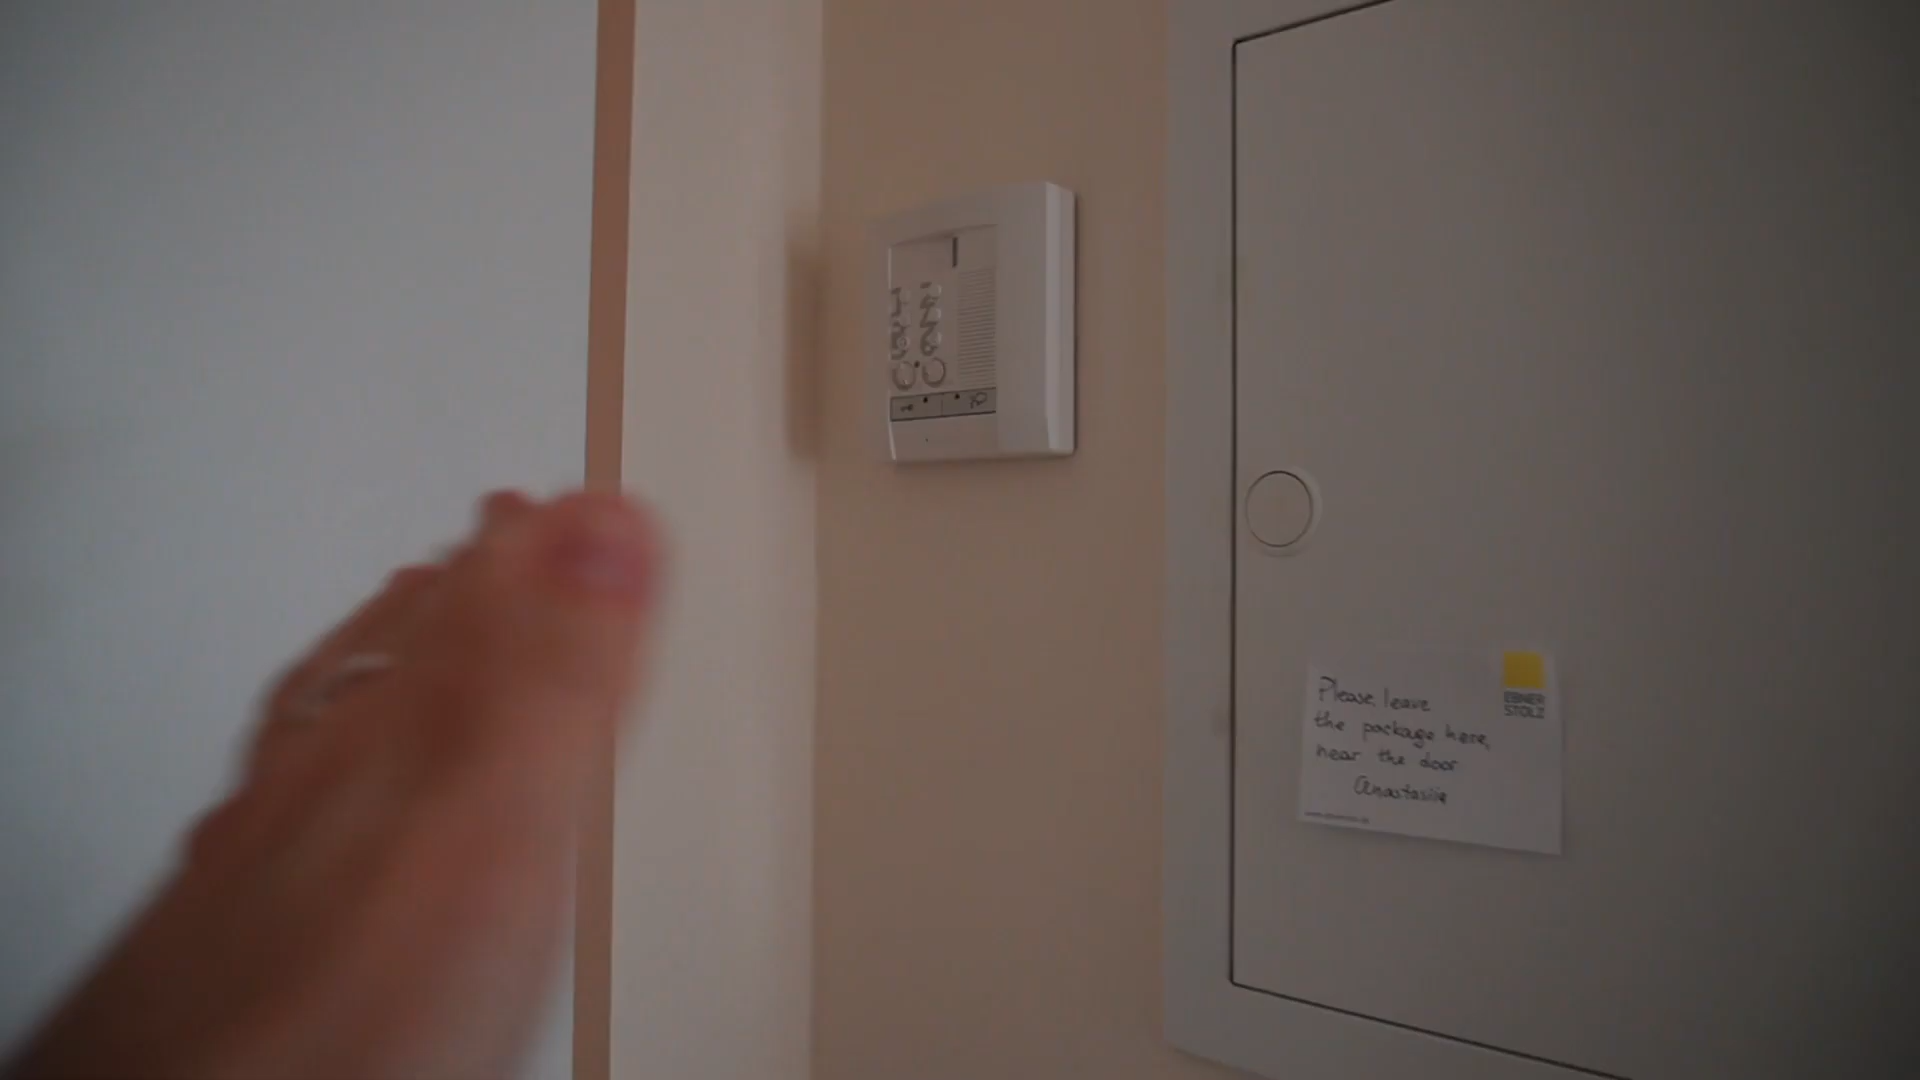 EBNER
STOLZ
Please leave
the package here,
near the door
Anastasiia